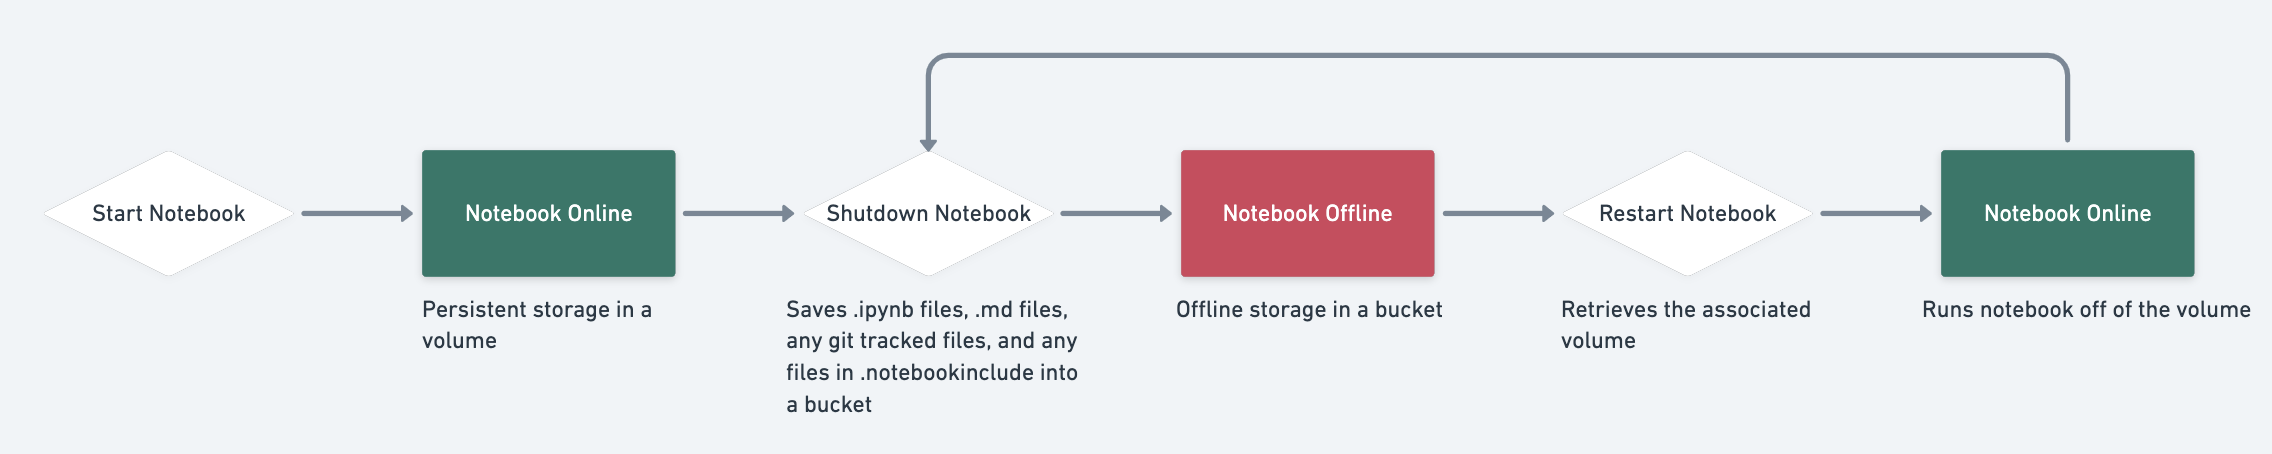 Start Notebook
Notebook Online
Shutdown Notebook
Notebook Offline
Restart Notebook
Notebook Online
Persistent storage in a
volume
Saves .ipynb files, .md files,
any git tracked files, and any
files in .notebookinclude into
a bucket
Offline storage in a bucket
Retrieves the associated
volume
Runs notebook off of the volume